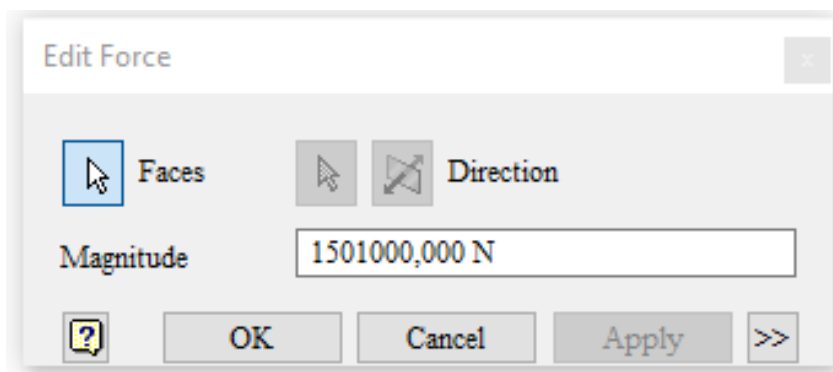 Edit Force
x
Faces Direction
Magnitude 1501000,000 N
? OK Cancel Apply >>